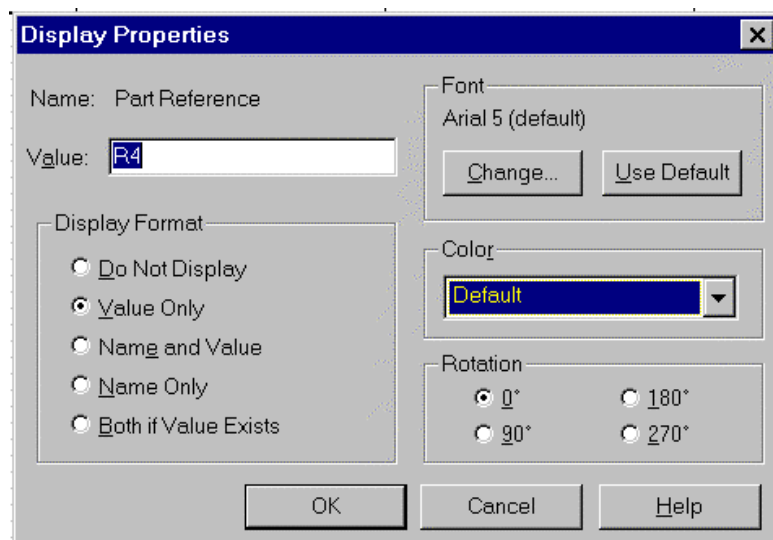 Display Properties
Name: Part Reference
Value: R4
Display Format
Do Not Display
Value Only
Name and Value
Name Only
Both if Value Exists
Font
Arial 5 (default)
Change... Use Default
Color
Default
Rotation
0° 180°
90° 270°
OK Cancel Help